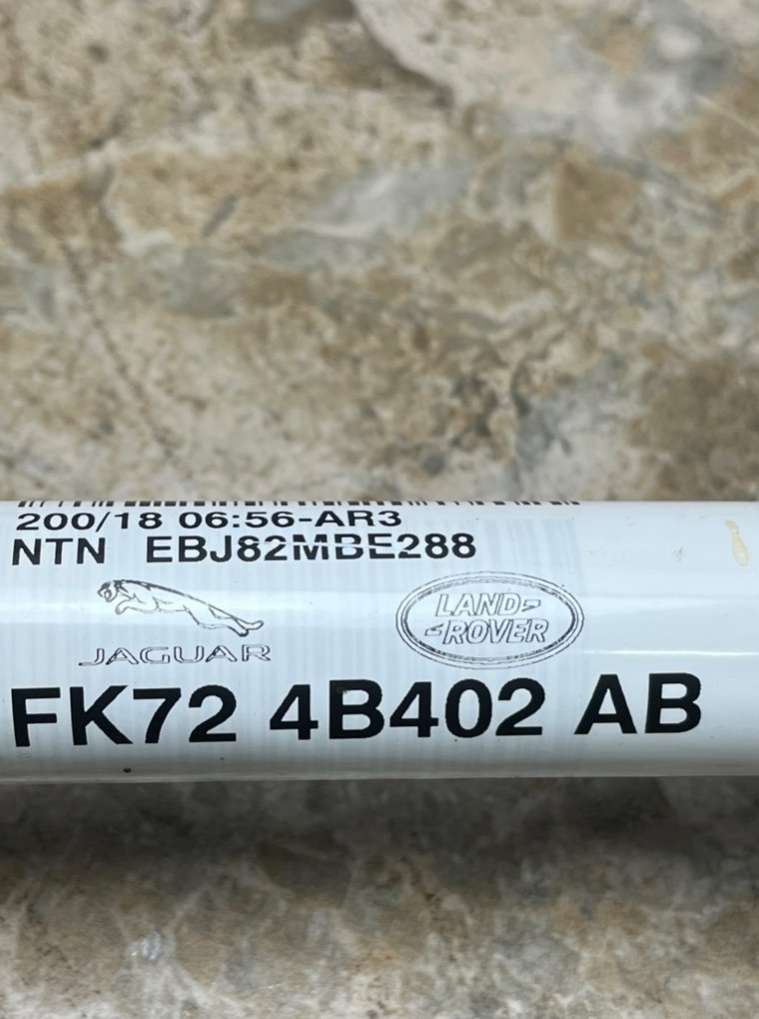 200/18 06:56-AR3
NTN EBJ82MBE288
JAGUAR
LAND-
-ROVER
FK72 4B402 AB